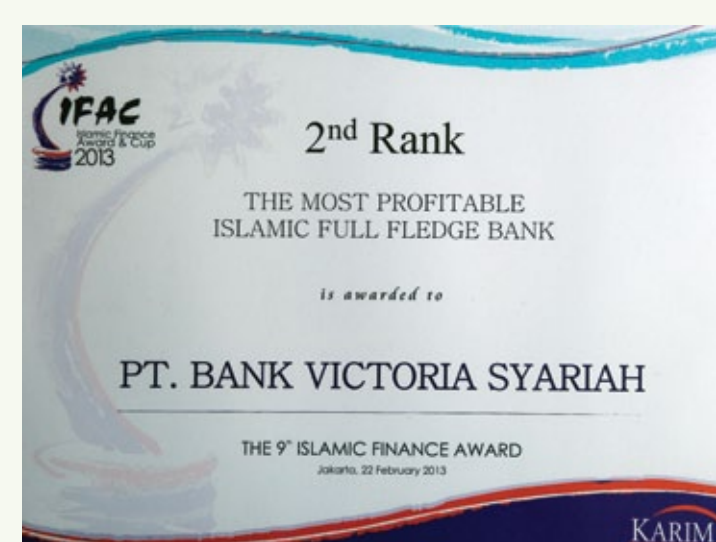 IFAC
Islamic Finance
Award & Cup
2013
2nd Rank
THE MOST PROFITABLE
ISLAMIC FULL FLEDGE BANK
is awarded to
PT. BANK VICTORIA SYARIAH
THE 9th ISLAMIC FINANCE AWARD
Jakarta, 22 February 2013
KARIM